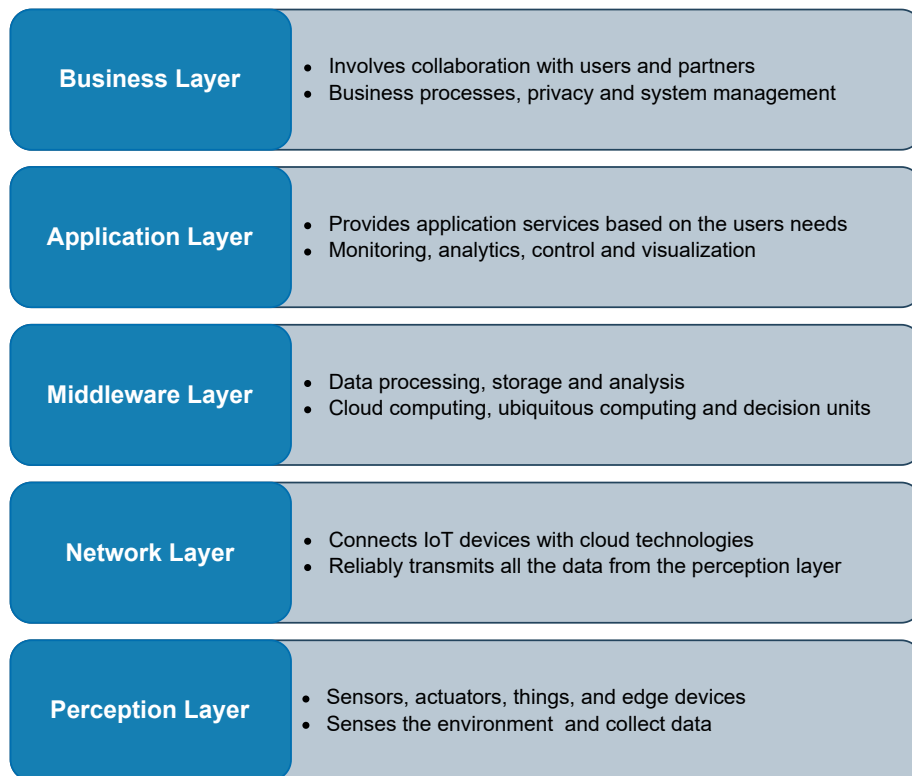 Business Layer
• Involves collaboration with users and partners
• Business processes, privacy and system management
Application Layer
• Provides application services based on the users needs
• Monitoring, analytics, control and visualization
Middleware Layer
• Data processing, storage and analysis
• Cloud computing, ubiquitous computing and decision units
Network Layer
• Connects IoT devices with cloud technologies
• Reliably transmits all the data from the perception layer
Perception Layer
• Sensors, actuators, things, and edge devices
• Senses the environment  and collect data